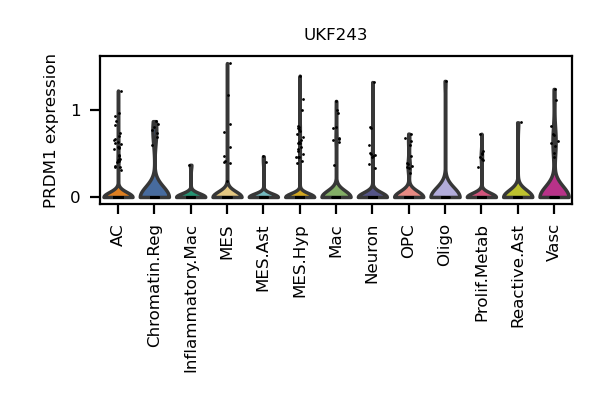 UKF243
PRDM1 expression
1
0
AC
Chromatin.Reg
Inflammatory.Mac
MES
MES.Ast
MES.Hyp
Mac
Neuron
OPC
Oligo
Prolif.Metab
Reactive.Ast
Vasc